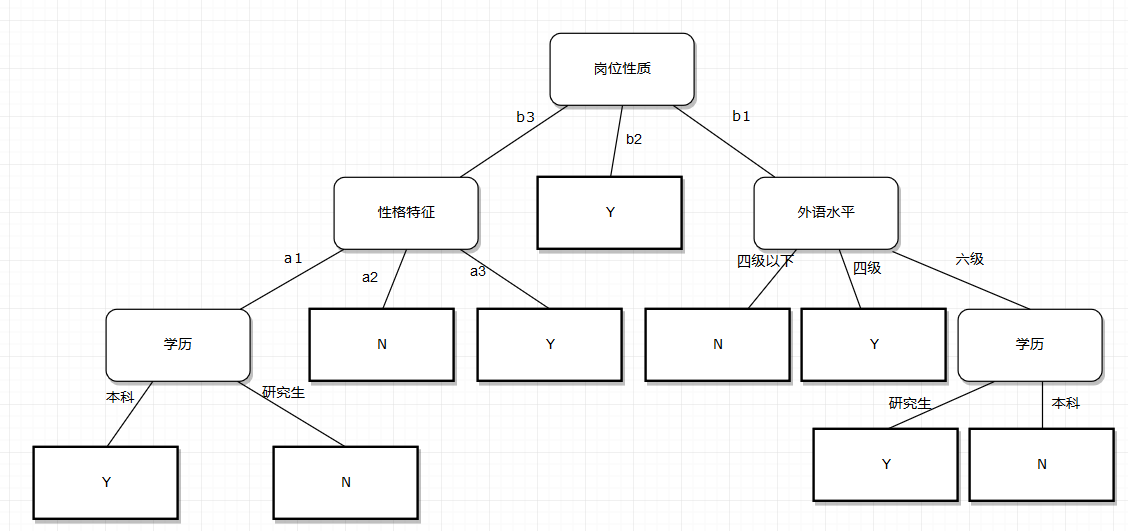 岗位性质
b3
b2
b1
性格特征
Y
外语水平
a1
a2
a3
四级以下
四级
六级
学历
N
Y
N
Y
学历
本科
研究生
研究生
本科
Y
N
Y
N